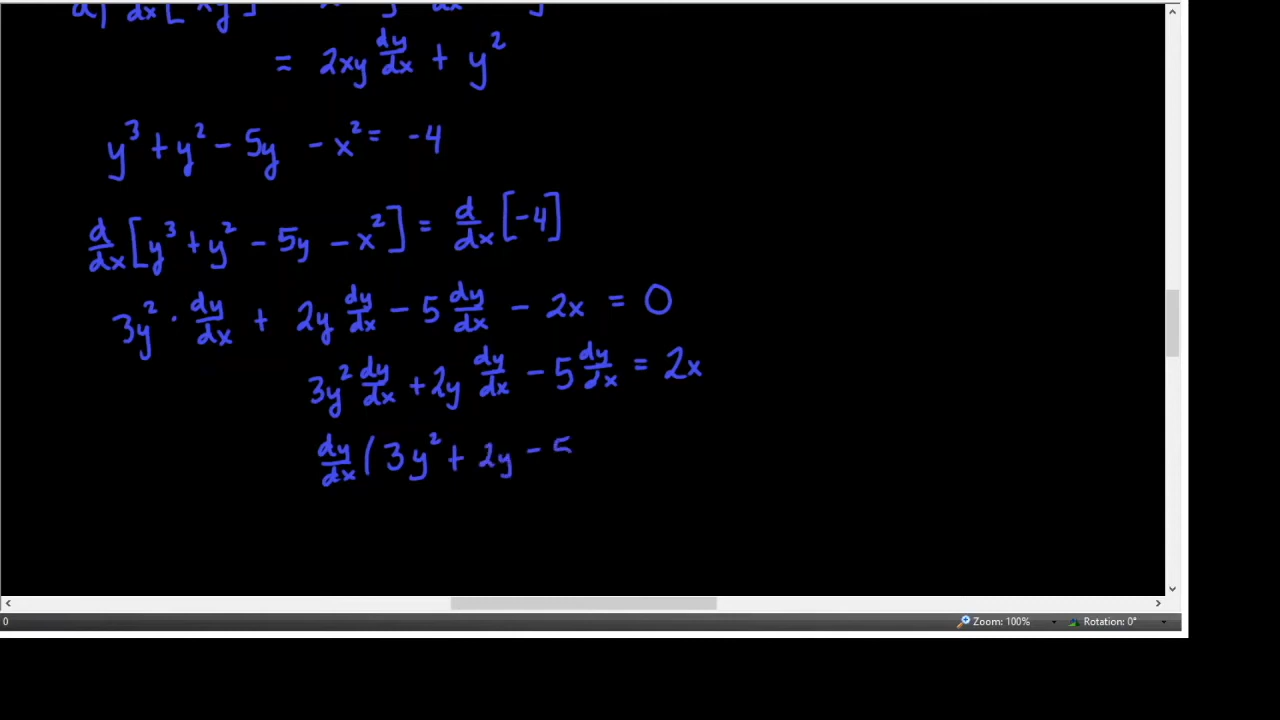 = 2xy dy/dx + y²
y³ + y² - 5y - x² = -4
d/dx [y³ + y² - 5y - x²] = d/dx [-4]
3y² · dy/dx + 2y dy/dx - 5 dy/dx - 2x = 0
3y² dy/dx + 2y dy/dx - 5 dy/dx = 2x
dy/dx (3y² + 2y - 5
0
Zoom: 100% Rotation: 0°